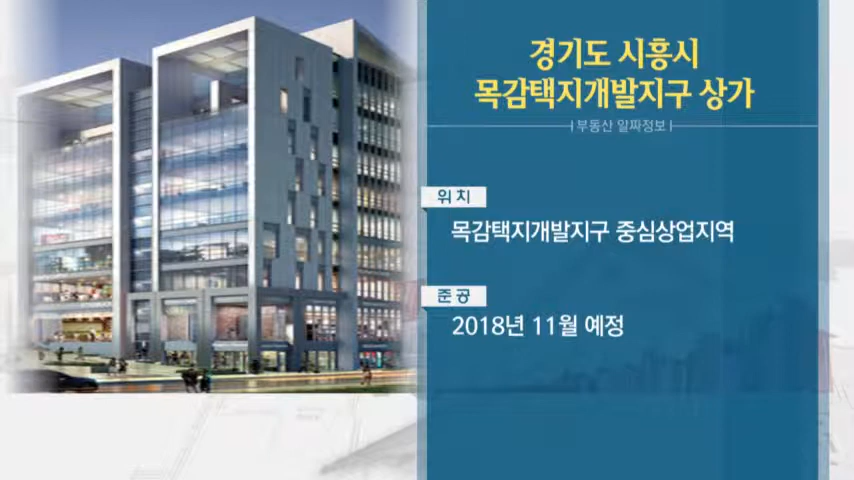 경기도 시흥시
목감택지개발지구 상가
부동산 알짜정보
위치
목감택지개발지구 중심상업지역
준공
2018년 11월 예정